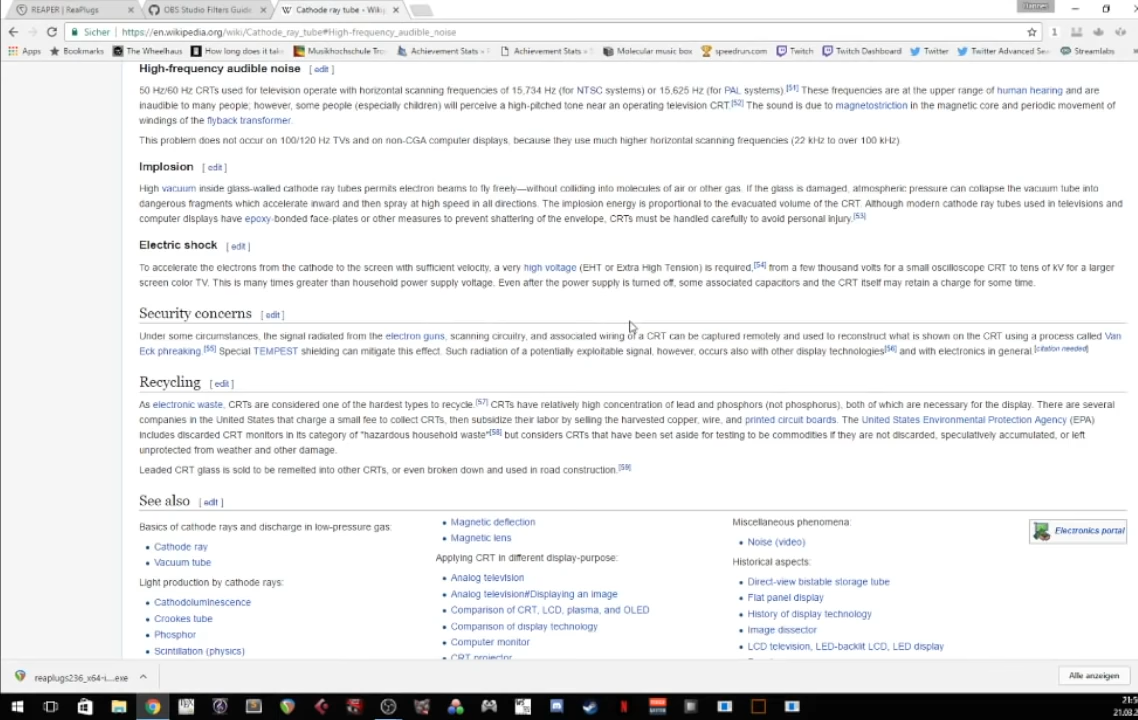 REAPER | ReaPlugs
OBS Studio Filters Guide
Cathode ray tube - Wiki
Hannes
Sicher | https://en.wikipedia.org/wiki/Cathode_ray_tube#High-frequency_audible_noise
Apps Bookmarks The Wheelhaus How long does it take Musikhochschule Tro Achievement Stats • Achievement Stats • Molecular music box speedrun.com Twitch Twitch Dashboard Twitter Twitter Advanced Sea Streamlabs
High-frequency audible noise [ edit ]
50 Hz/60 Hz CRTs used for television operate with horizontal scanning frequencies of 15,734 Hz (for NTSC systems) or 15,625 Hz (for PAL systems).[51] These frequencies are at the upper range of human hearing and are
inaudible to many people; however, some people (especially children) will perceive a high-pitched tone near an operating television CRT.[52] The sound is due to magnetostriction in the magnetic core and periodic movement of
windings of the flyback transformer.
This problem does not occur on 100/120 Hz TVs and on non-CGA computer displays, because they use much higher horizontal scanning frequencies (22 kHz to over 100 kHz).
Implosion [ edit ]
High vacuum inside glass-walled cathode ray tubes permits electron beams to fly freely—without colliding into molecules of air or other gas. If the glass is damaged, atmospheric pressure can collapse the vacuum tube into
dangerous fragments which accelerate inward and then spray at high speed in all directions. The implosion energy is proportional to the evacuated volume of the CRT. Although modern cathode ray tubes used in televisions and
computer displays have epoxy-bonded face-plates or other measures to prevent shattering of the envelope, CRTs must be handled carefully to avoid personal injury.[53]
Electric shock [ edit ]
To accelerate the electrons from the cathode to the screen with sufficient velocity, a very high voltage (EHT or Extra High Tension) is required,[54] from a few thousand volts for a small oscilloscope CRT to tens of kV for a larger
screen color TV. This is many times greater than household power supply voltage. Even after the power supply is turned off, some associated capacitors and the CRT itself may retain a charge for some time.
Security concerns [ edit ]
Under some circumstances, the signal radiated from the electron guns, scanning circuitry, and associated wiring of a CRT can be captured remotely and used to reconstruct what is shown on the CRT using a process called Van
Eck phreaking.[55] Special TEMPEST shielding can mitigate this effect. Such radiation of a potentially exploitable signal, however, occurs also with other display technologies[56] and with electronics in general.[citation needed]
Recycling [ edit ]
As electronic waste, CRTs are considered one of the hardest types to recycle.[57] CRTs have relatively high concentration of lead and phosphors (not phosphorus), both of which are necessary for the display. There are several
companies in the United States that charge a small fee to collect CRTs, then subsidize their labor by selling the harvested copper, wire, and printed circuit boards. The United States Environmental Protection Agency (EPA)
includes discarded CRT monitors in its category of "hazardous household waste"[58] but considers CRTs that have been set aside for testing to be commodities if they are not discarded, speculatively accumulated, or left
unprotected from weather and other damage.
Leaded CRT glass is sold to be remelted into other CRTs, or even broken down and used in road construction.[59]
See also [ edit ]
Basics of cathode rays and discharge in low-pressure gas:
• Cathode ray
• Vacuum tube
Light production by cathode rays:
• Cathodoluminescence
• Crookes tube
• Phosphor
• Scintillation (physics)
• Magnetic deflection
• Magnetic lens
Applying CRT in different display-purpose:
• Analog television
• Analog television#Displaying an image
• Comparison of CRT, LCD, plasma, and OLED
• Comparison of display technology
• Computer monitor
• CRT projector
Miscellaneous phenomena:
• Noise (video)
Historical aspects:
• Direct-view bistable storage tube
• Flat panel display
• History of display technology
• Image dissector
• LCD television, LED-backlit LCD, LED display
Electronics portal
reaplugs236_x64-i....exe
Alle anzeigen